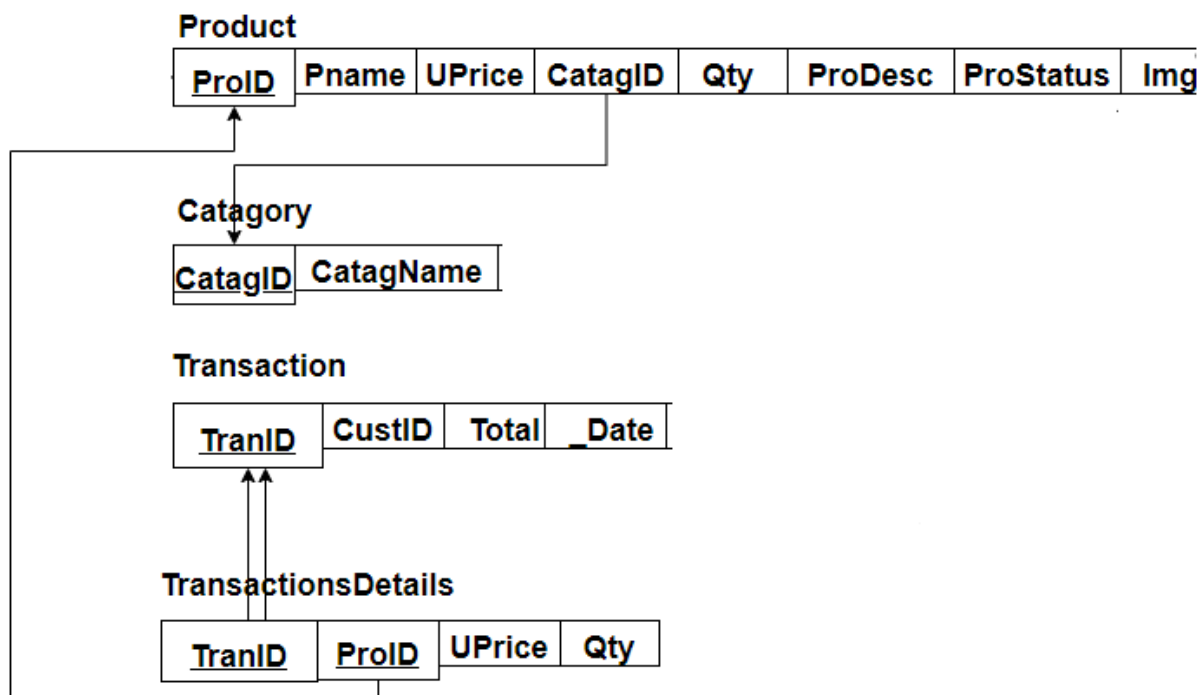 Product
ProID Pname UPrice CatagID Qty ProDesc ProStatus Img
Catagory
CatagID CatagName
Transaction
TranID CustID Total _Date
TransactionsDetails
TranID ProID UPrice Qty